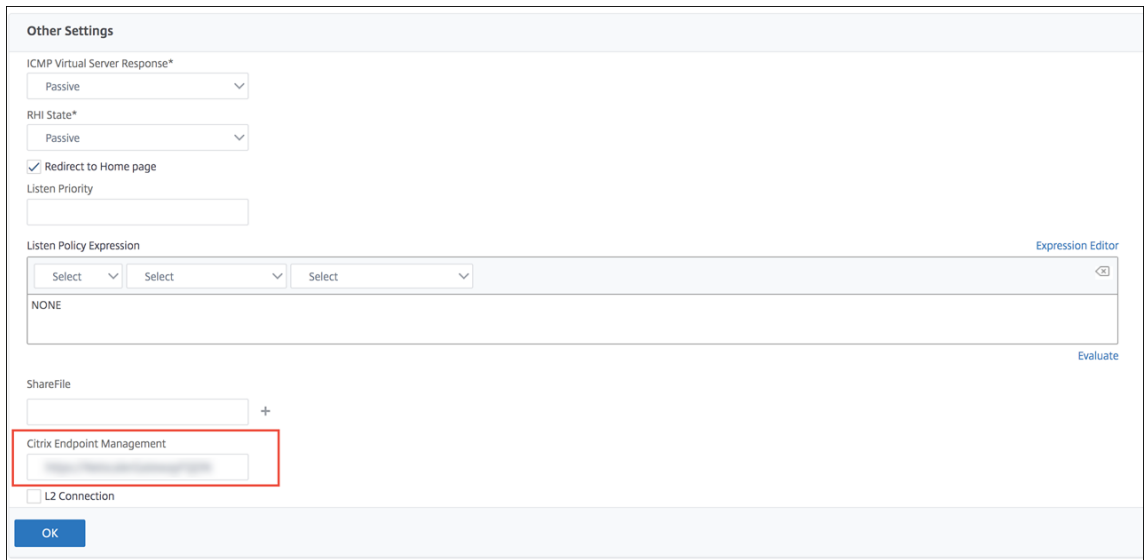 Other Settings
ICMP Virtual Server Response*
Passive
RHI State*
Passive
Redirect to Home page
Listen Priority
Listen Policy Expression Expression Editor
Select Select Select
NONE
Evaluate
ShareFile
+
Citrix Endpoint Management
L2 Connection
OK